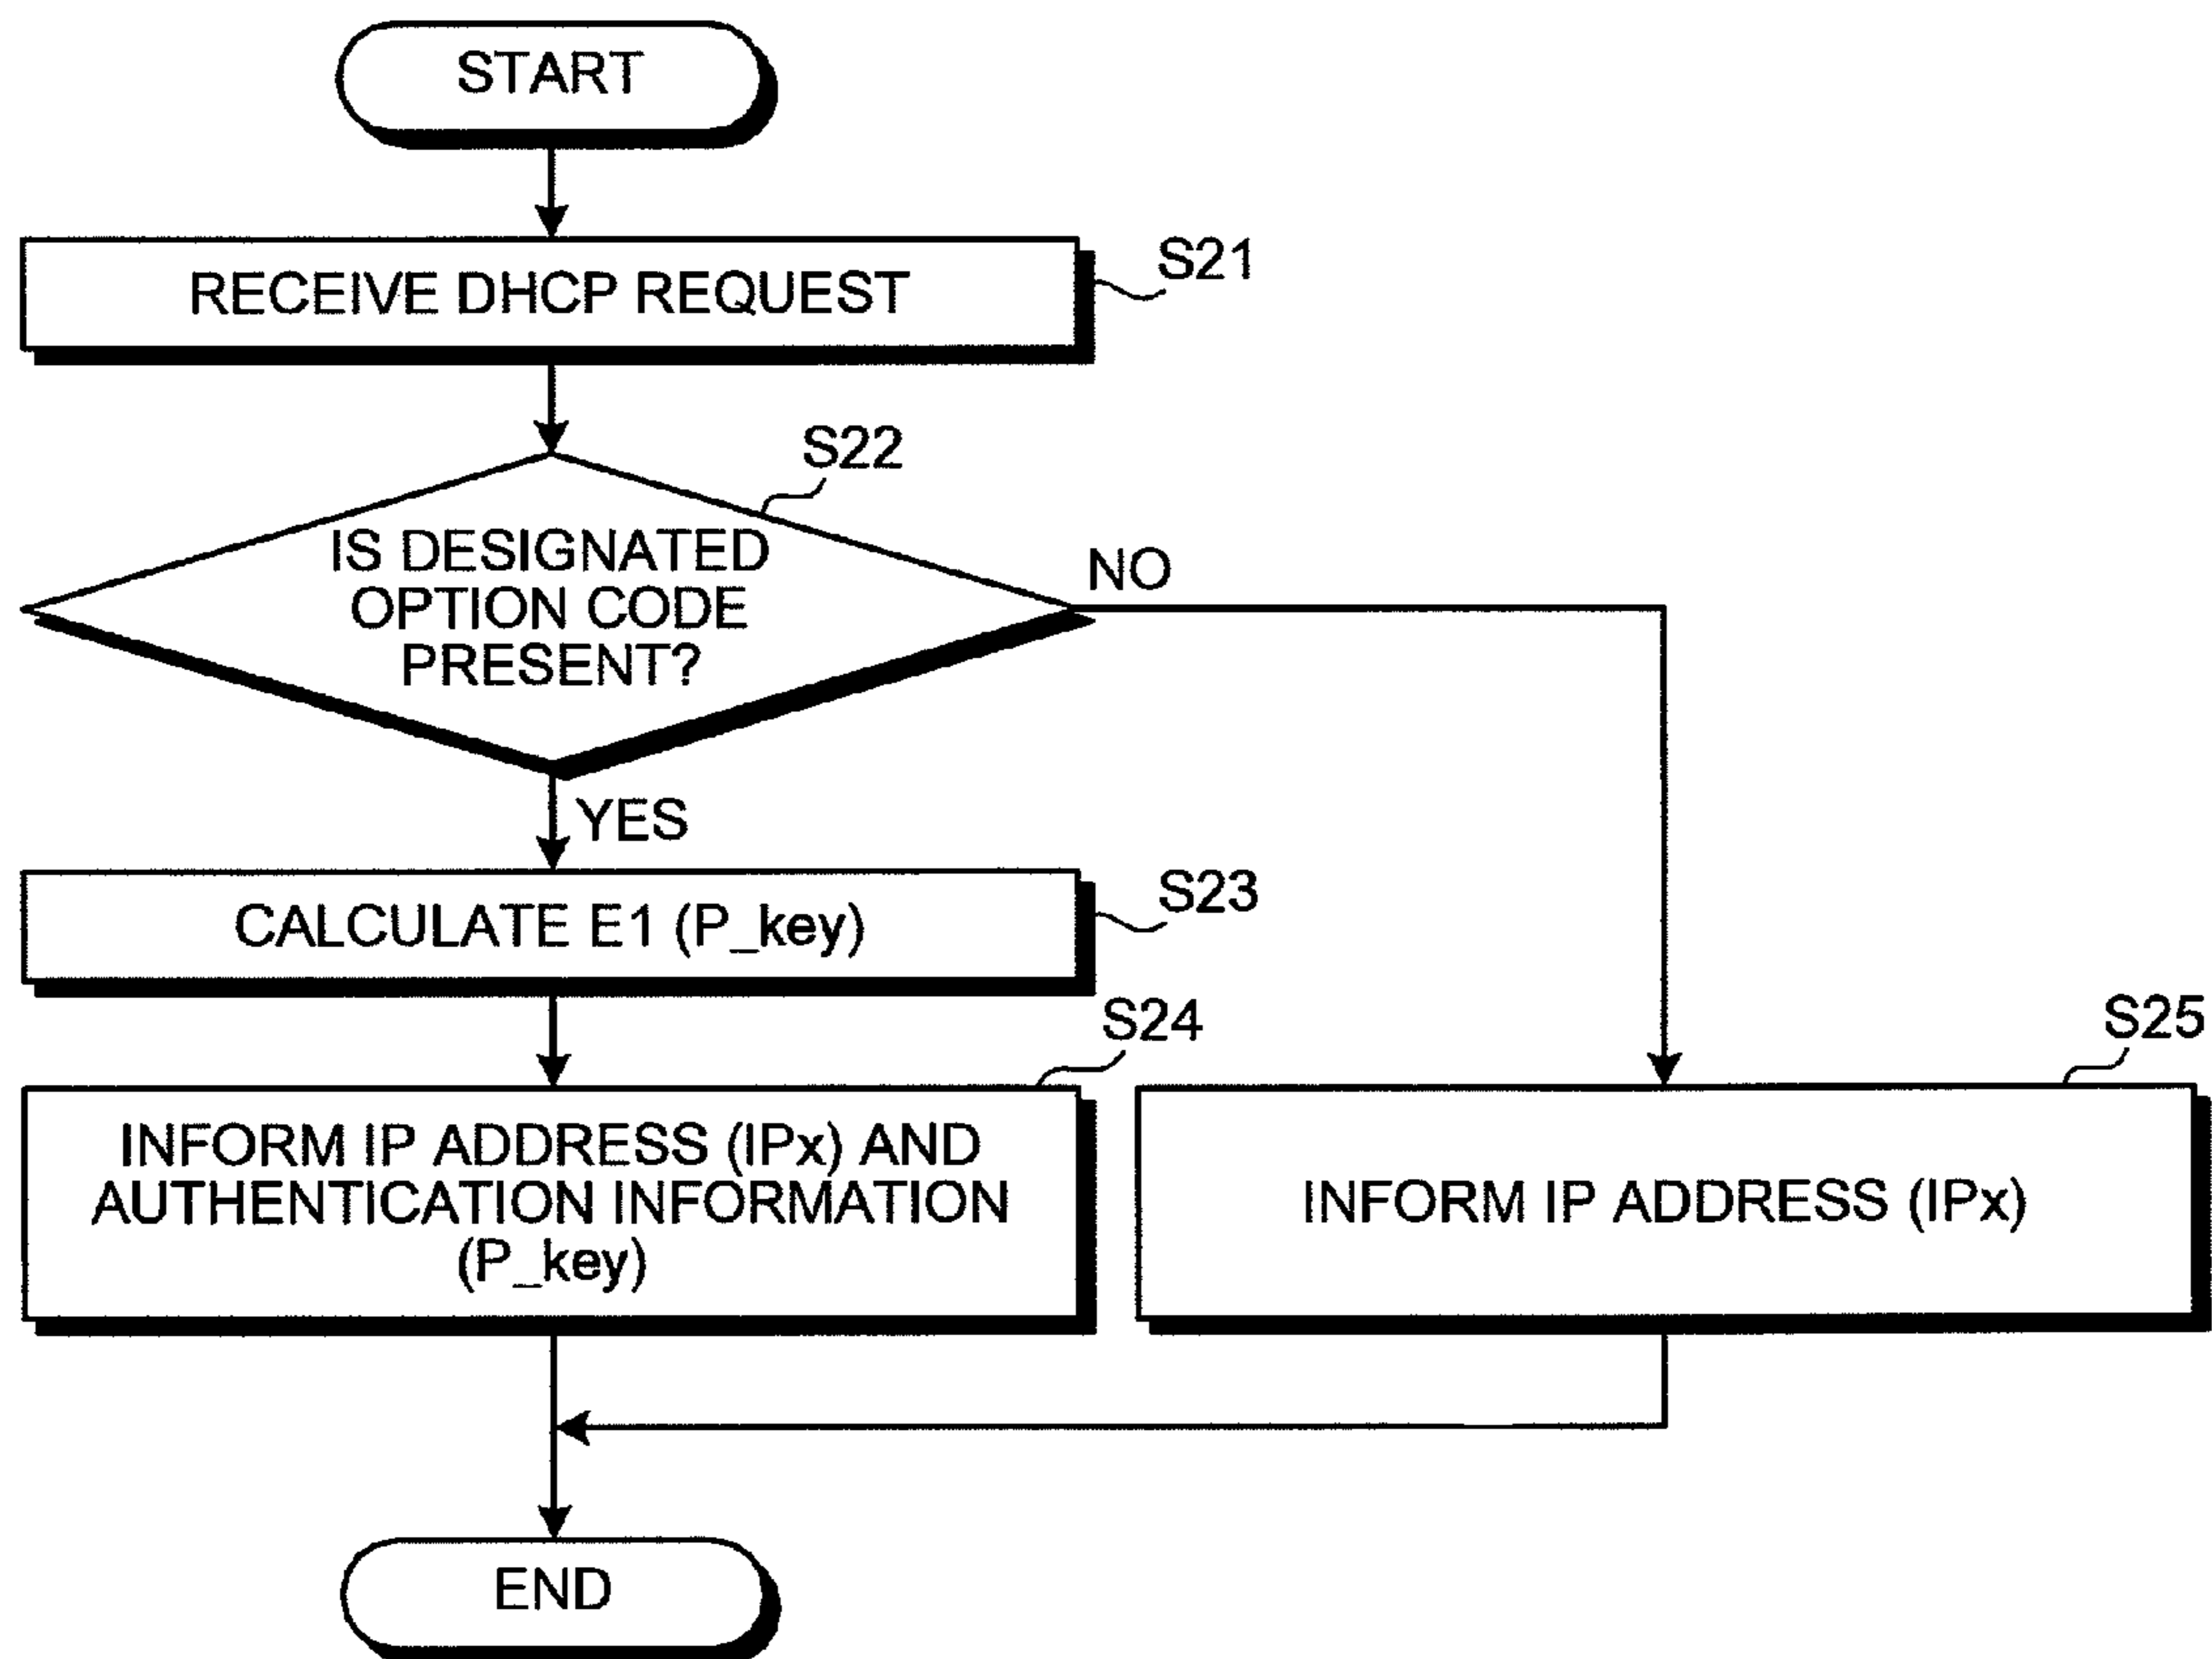 START
RECEIVE DHCP REQUEST
S21
S22
IS DESIGNATED
OPTION CODE
PRESENT?
NO
YES
CALCULATE E1 (P_key)
S23
S24
INFORM IP ADDRESS (IPx) AND
AUTHENTICATION INFORMATION
(P_key)
S25
INFORM IP ADDRESS (IPx)
END